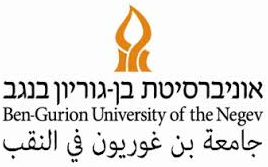 אוניברסיטת בן-גוריון בנגב
Ben-Gurion University of the Negev
جامعة بن غوريون في النقب